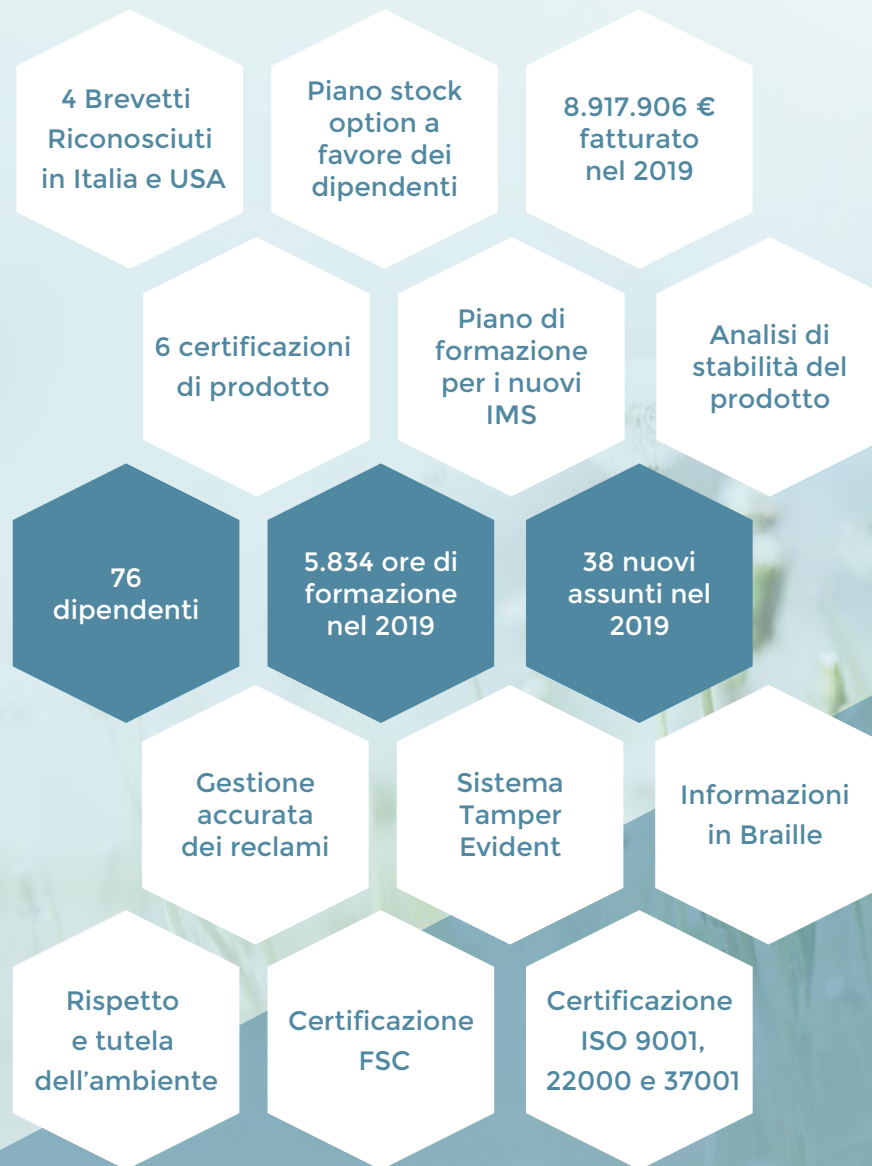 4 Brevetti
Riconosciuti
in Italia e USA
Piano stock
option a
favore dei
dipendenti
8.917.906 €
fatturato
nel 2019
6 certificazioni
di prodotto
Piano di
formazione
per i nuovi
IMS
Analisi di
stabilità del
prodotto
76
dipendenti
5.834 ore di
formazione
nel 2019
38 nuovi
assunti nel
2019
Gestione
accurata
dei reclami
Sistema
Tamper
Evident
Informazioni
in Braille
Rispetto
e tutela
dell’ambiente
Certificazione
FSC
Certificazione
ISO 9001,
22000 e 37001